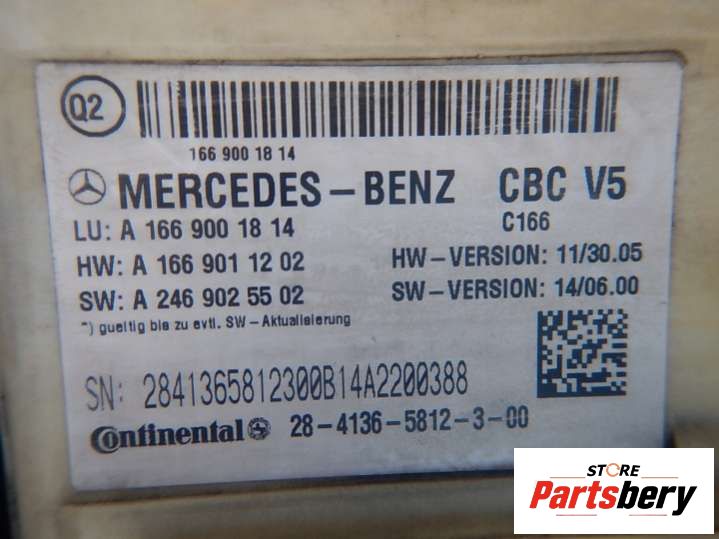 Q2
166 900 18 14
MERCEDES-BENZ CBC V5
C166
LU: A 166 900 18 14
HW: A 166 901 12 02 HW-VERSION: 11/30.05
SW: A 246 902 55 02 SW-VERSION: 14/06.00
*) gueltig bis zu evtl. SW-Aktualisierung
SN: 2841365812300B14A2200388
Continental 28-4136-5812-3-00
STORE
Partsbery